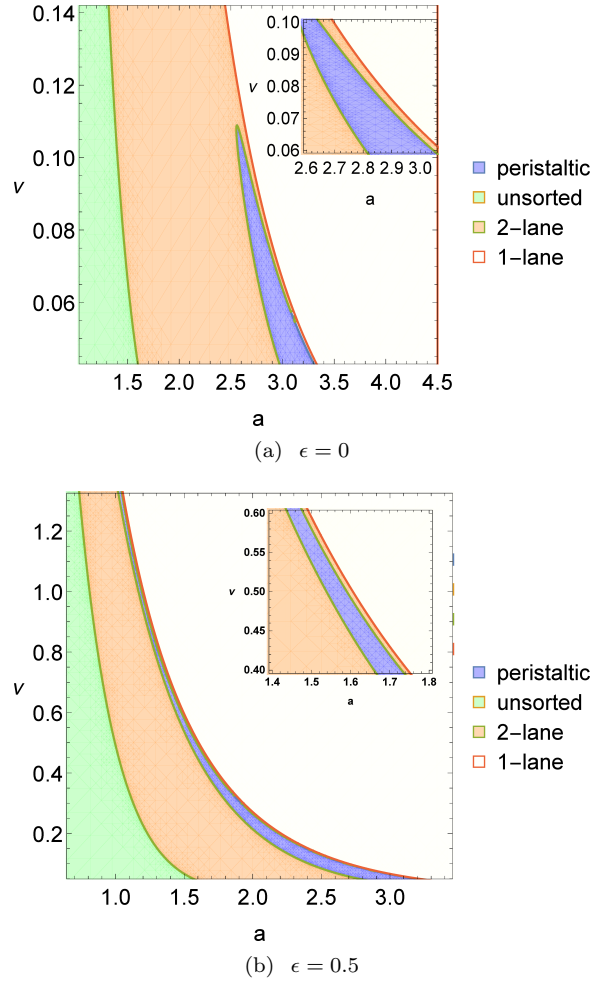 0.14
0.12
0.10
0.08
0.06
v
1.5 2.0 2.5 3.0 3.5 4.0 4.5
a
0.10
0.09
0.08
0.07
0.06
v
2.6 2.7 2.8 2.9 3.0
a
peristaltic
unsorted
2-lane
1-lane
(a) ϵ = 0
1.2
1.0
0.8
0.6
0.4
0.2
v
1.0 1.5 2.0 2.5 3.0
a
0.60
0.55
0.50
0.45
0.40
v
1.4 1.5 1.6 1.7 1.8
a
peristaltic
unsorted
2-lane
1-lane
(b) ϵ = 0.5